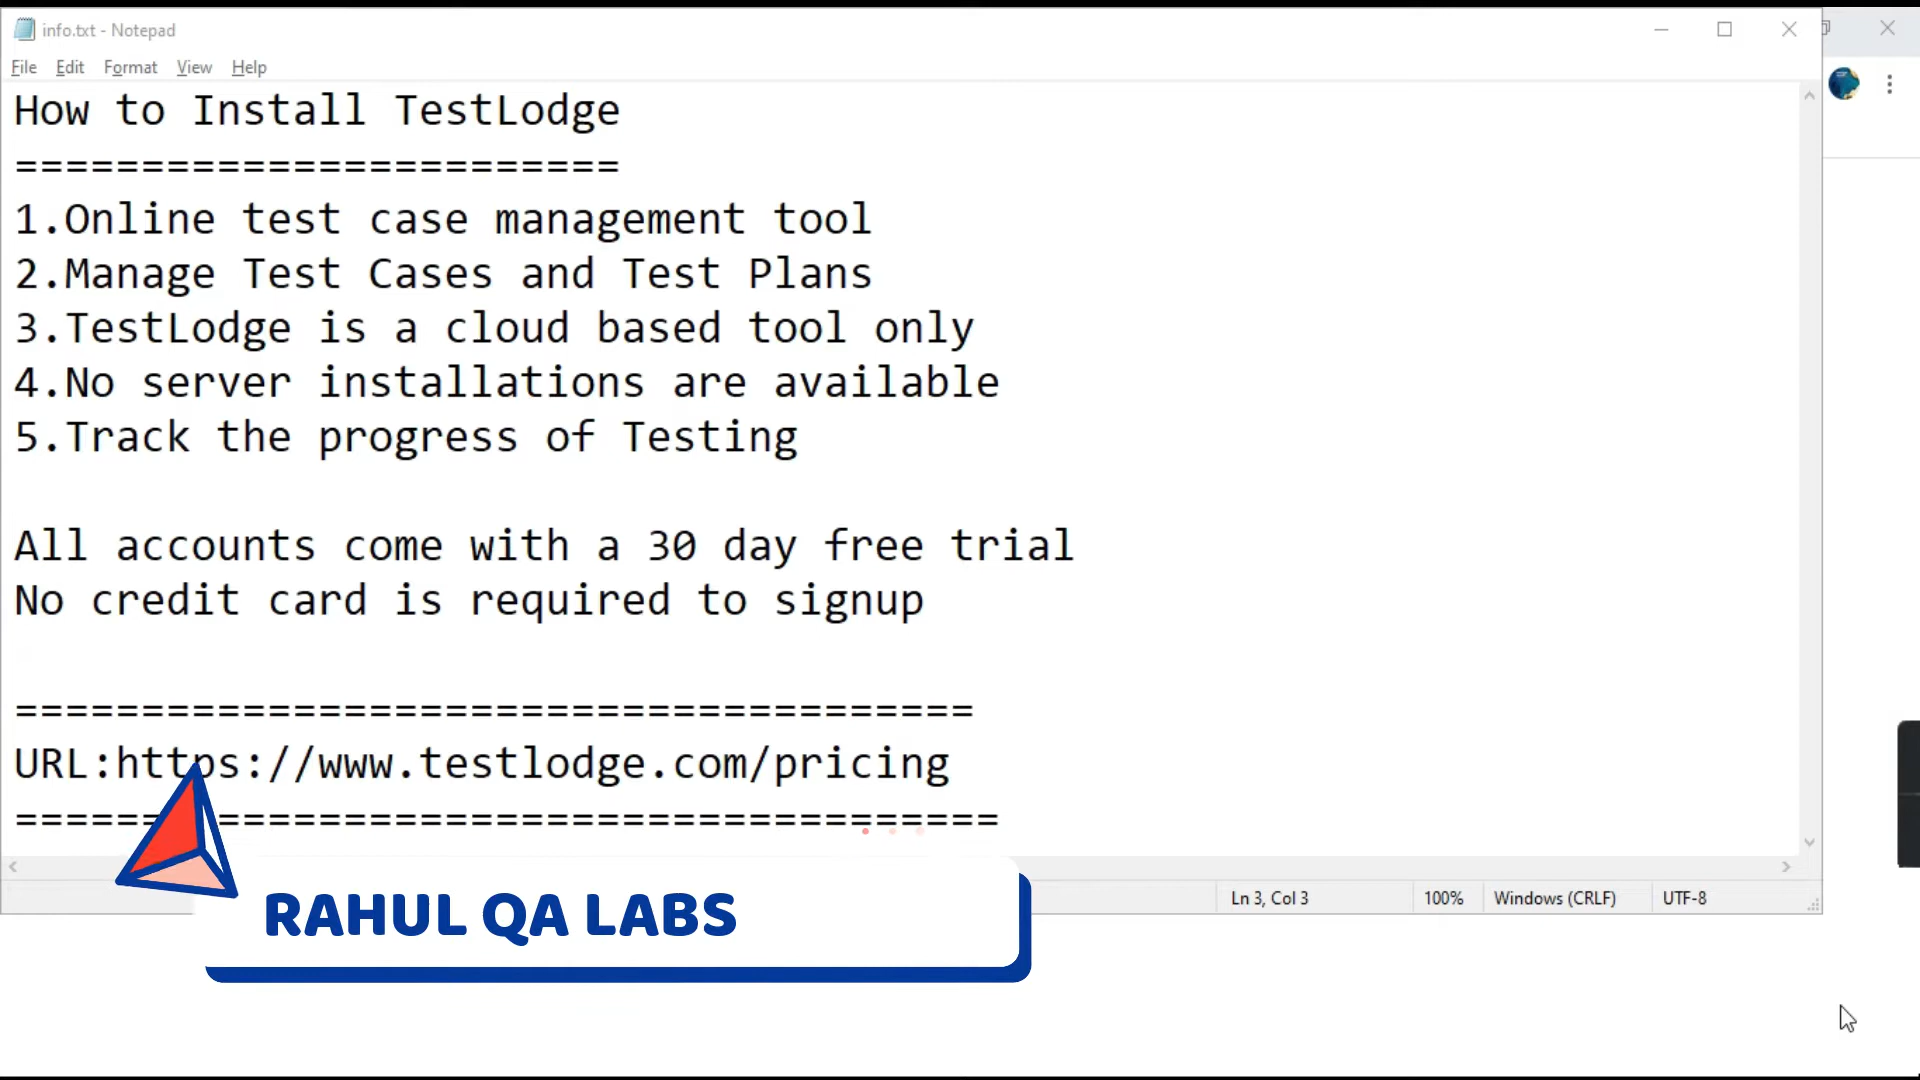 info.txt - Notepad
File Edit Format View Help
How to Install TestLodge
========================
1.Online test case management tool
2.Manage Test Cases and Test Plans
3.TestLodge is a cloud based tool only
4.No server installations are available
5.Track the progress of Testing
All accounts come with a 30 day free trial
No credit card is required to signup
======================================
URL:https://www.testlodge.com/pricing
=======================================
RAHUL QA LABS
Ln 3, Col 3 100% Windows (CRLF) UTF-8